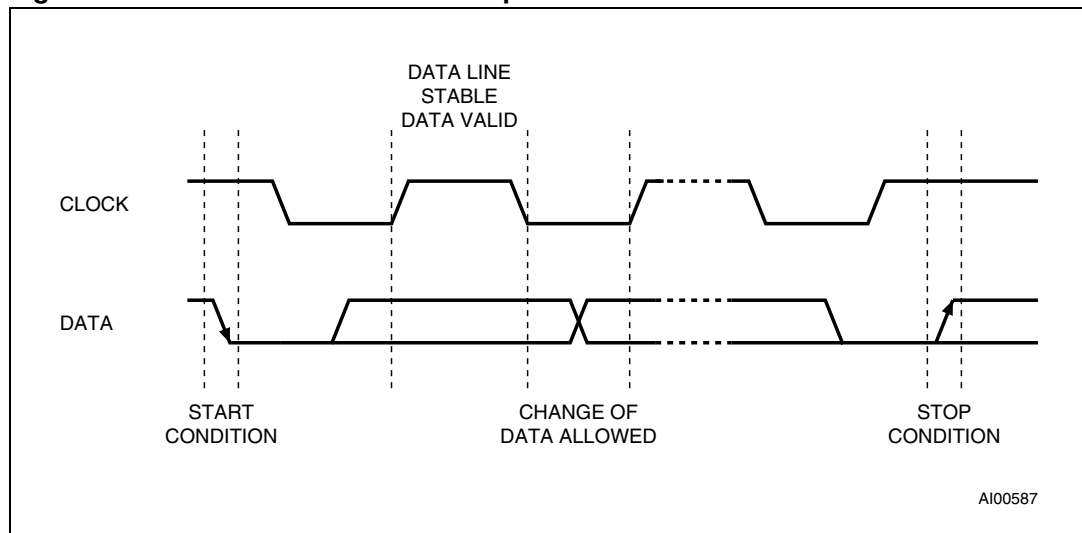 DATA LINE
STABLE
DATA VALID
CLOCK
DATA
START
CONDITION
CHANGE OF
DATA ALLOWED
STOP
CONDITION
AI00587